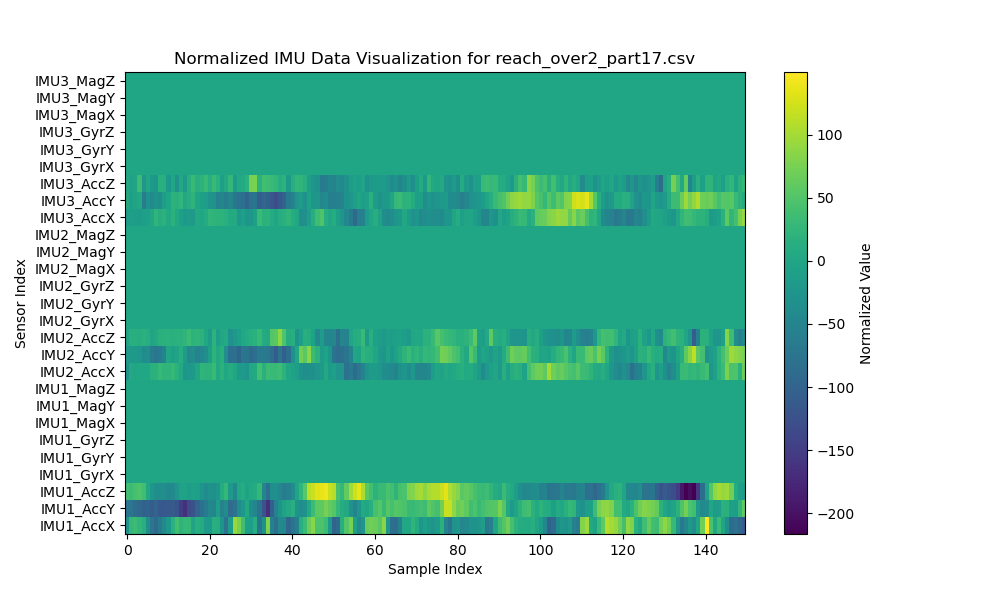 Normalized IMU Data Visualization for reach_over2_part17.csv
IMU3_MagZ
IMU3_MagY
IMU3_MagX
IMU3_GyrZ
IMU3_GyrY
IMU3_GyrX
IMU3_AccZ
IMU3_AccY
IMU3_AccX
IMU2_MagZ
IMU2_MagY
IMU2_MagX
IMU2_GyrZ
IMU2_GyrY
IMU2_GyrX
IMU2_AccZ
IMU2_AccY
IMU2_AccX
IMU1_MagZ
IMU1_MagY
IMU1_MagX
IMU1_GyrZ
IMU1_GyrY
IMU1_GyrX
IMU1_AccZ
IMU1_AccY
IMU1_AccX
Sensor Index
0 20 40 60 80 100 120 140
Sample Index
100
50
0
−50
−100
−150
−200
Normalized Value